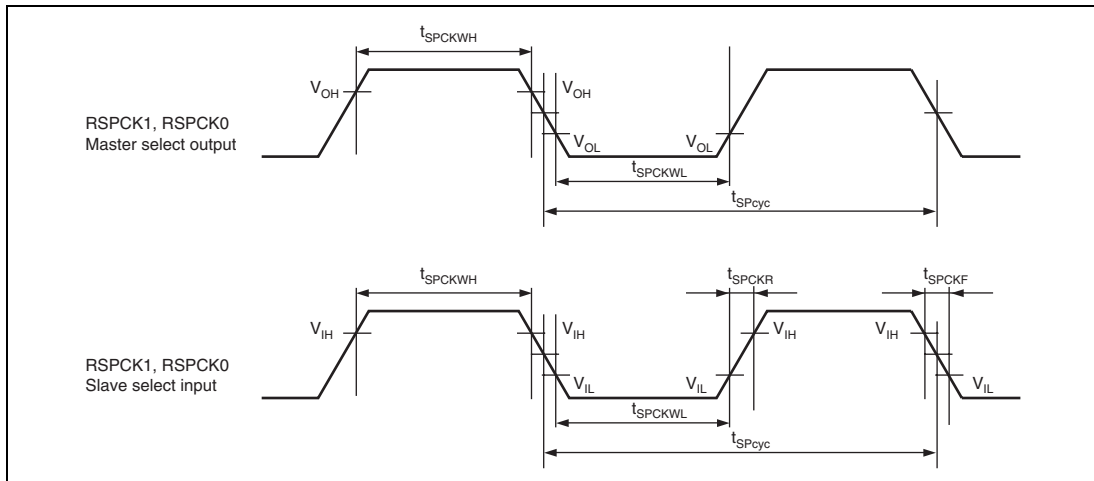 tSPCKWH
VOH
VOH
RSPCK1, RSPCK0
Master select output
VOL
VOL
tSPCKWL
tSPcyc
tSPCKWH
tSPCKR
tSPCKF
VIH
VIH
VIH
VIH
RSPCK1, RSPCK0
Slave select input
VIL
VIL
VIL
tSPCKWL
tSPcyc